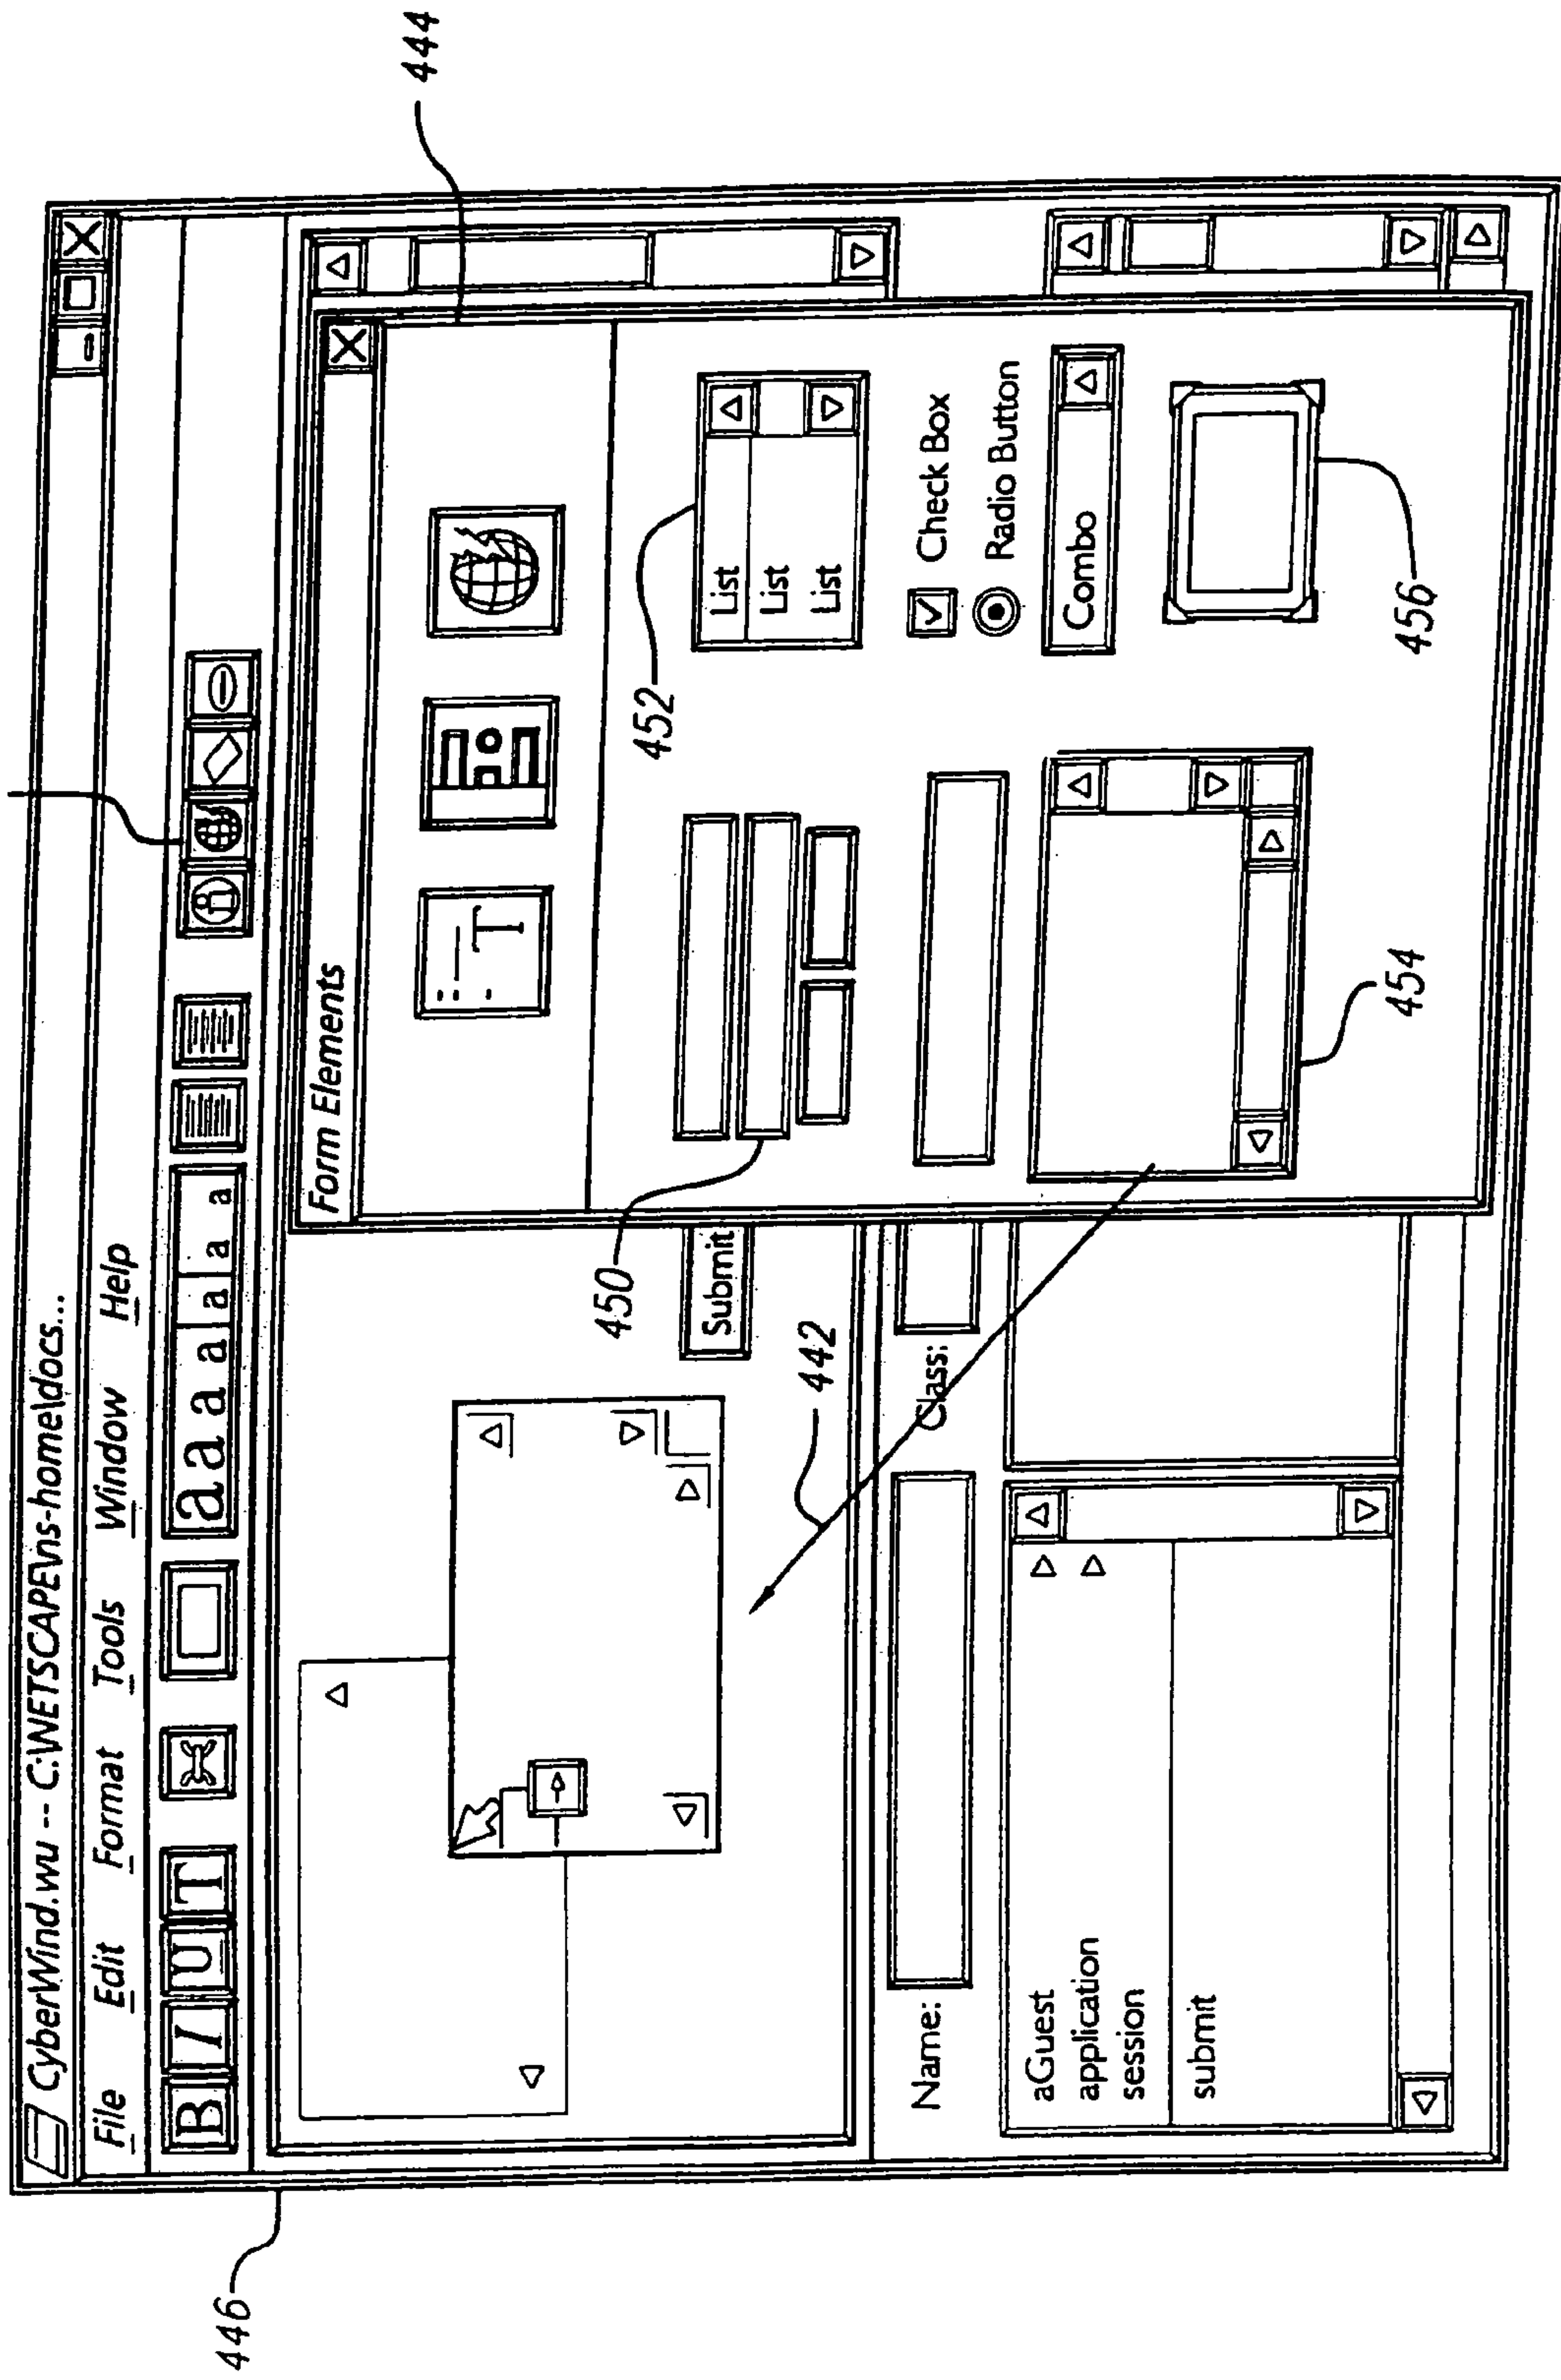 CyberWind.wu -- C:\NETSCAPE\ns-home\docs...
File Edit Format Tools Window Help
B I U T a a a a a a a
444
Form Elements
T
450
452
List
List
List
Submit
442
Check Box
Radio Button
Combo
454
456
Name:
Class:
aGuest
application
session
submit
446